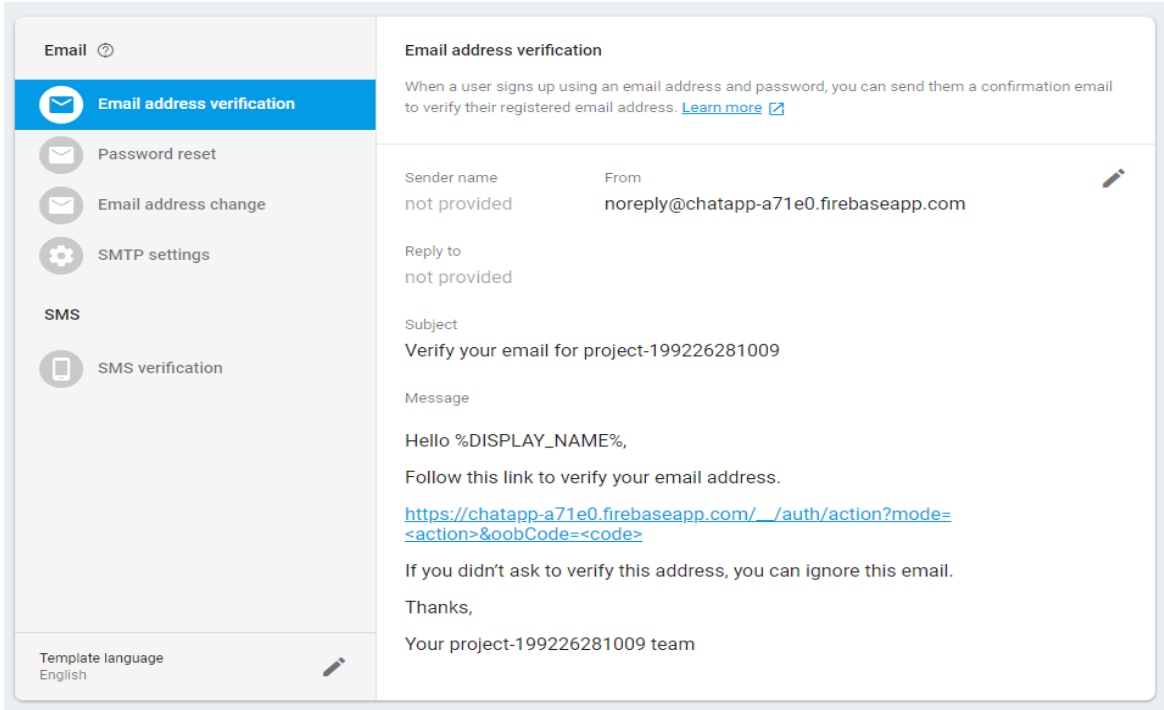 Email
Email address verification
Password reset
Email address change
SMTP settings
SMS
SMS verification
Template language
English
Email address verification
When a user signs up using an email address and password, you can send them a confirmation email
to verify their registered email address. Learn more
Sender name
From
not provided
noreply@chatapp-a71e0.firebaseapp.com
Reply to
not provided
Subject
Verify your email for project-199226281009
Message
Hello %DISPLAY_NAME%,
Follow this link to verify your email address.
https://chatapp-a71e0.firebaseapp.com/__/auth/action?mode=
<action>&oobCode=<code>
If you didn't ask to verify this address, you can ignore this email.
Thanks,
Your project-199226281009 team